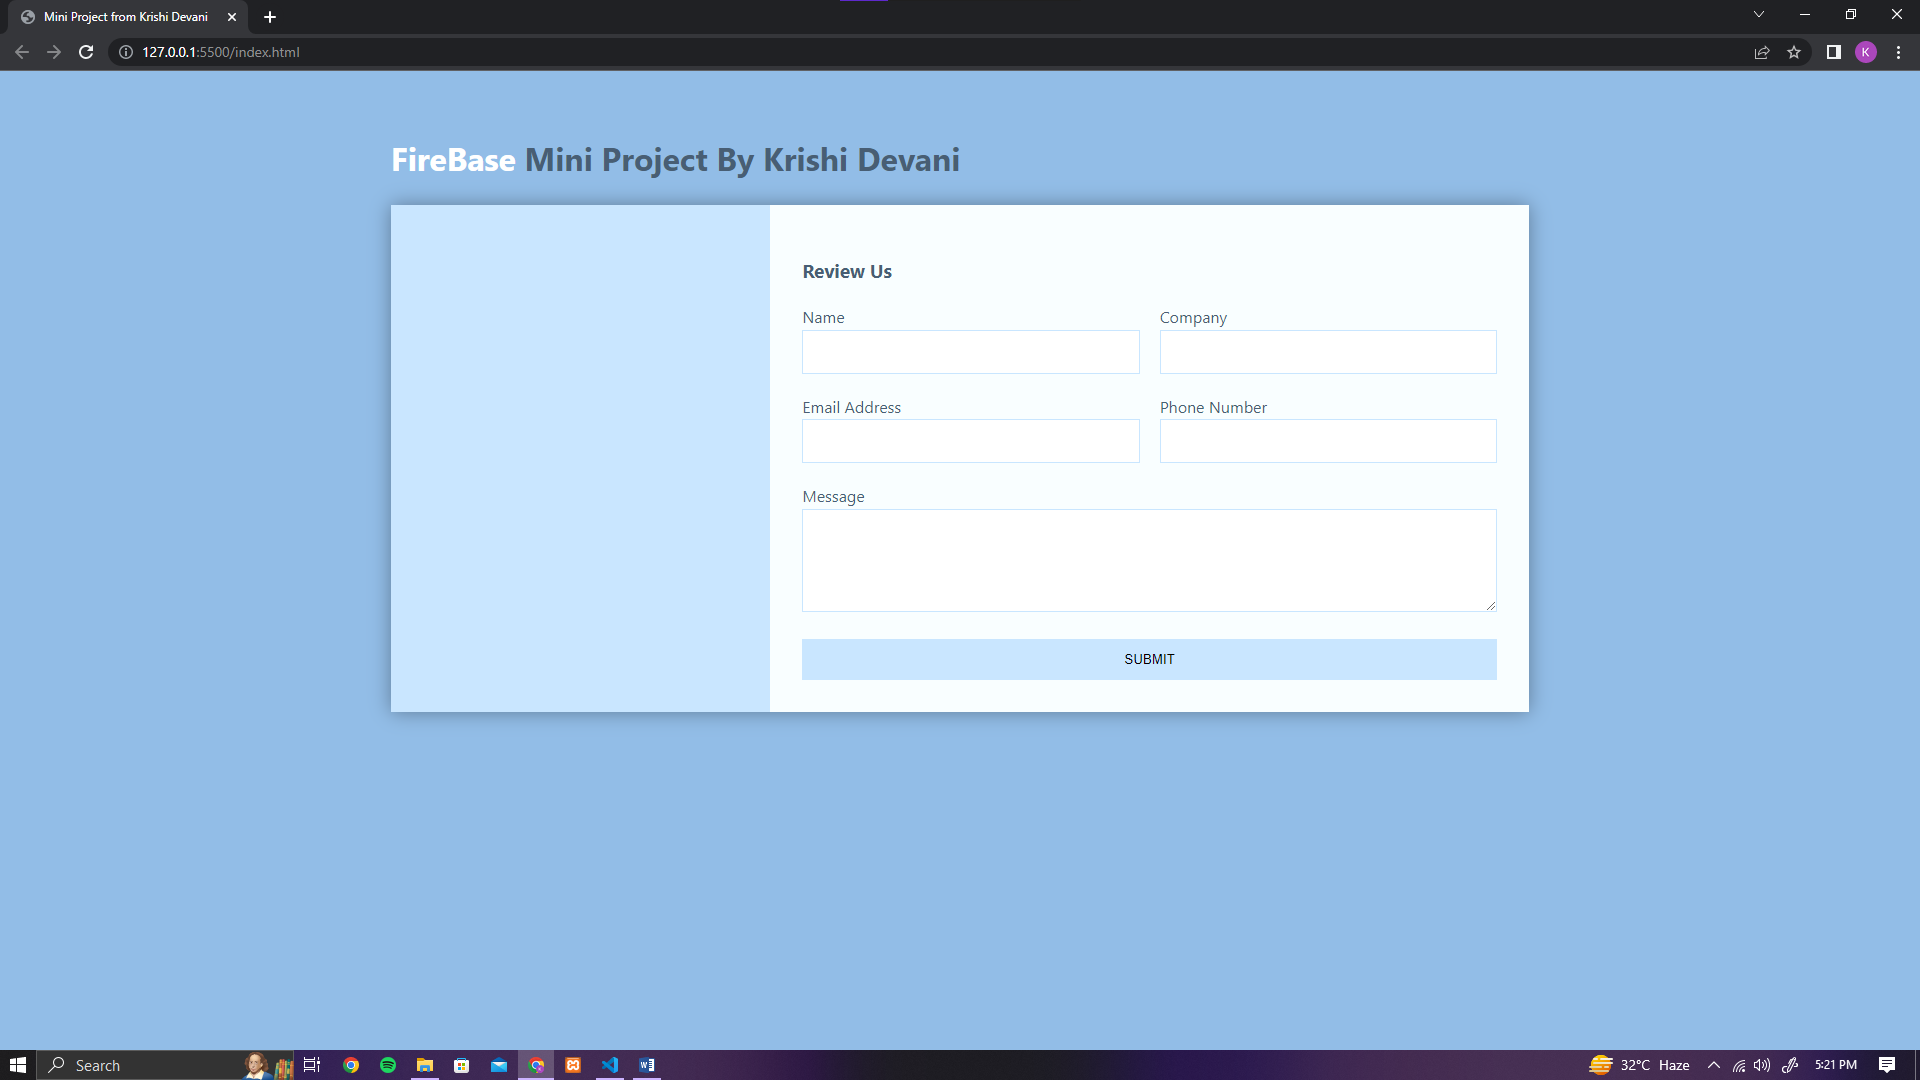 Mini Project from Krishi Devani
127.0.0.1:5500/index.html
K
FireBase Mini Project By Krishi Devani
Review Us
Name Company
Email Address Phone Number
Message
SUBMIT
Search
32°C Haze
5:21 PM